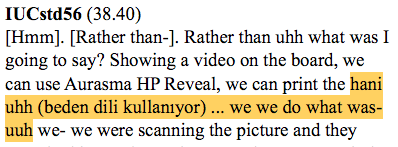 IUCstd56 (38.40)
[Hmm]. [Rather than-]. Rather than uhh what was I
going to say? Showing a video on the board, we
can use Aurasma HP Reveal, we can print the hani
uhh (beden dili kullanıyor) ... we we do what was-
uuh we- we were scanning the picture and they